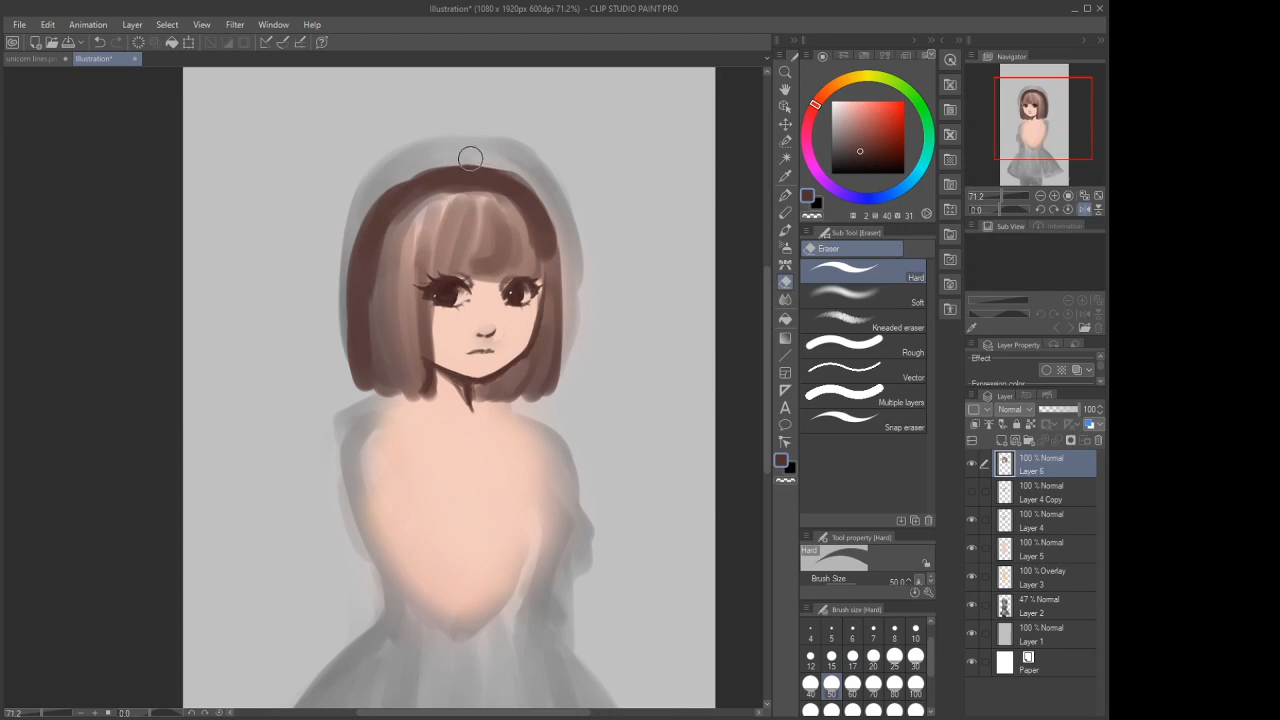 Illustration* (1080 x 1920px 600dpi 71.2%) - CLIP STUDIO PAINT PRO
File Edit Animation Layer Select View Filter Window Help
unicorn lines.pn Illustration*
Navigator
71.2
0.0
Sub View Information
2 40 31
Sub Tool [Eraser]
Eraser
Hard
Soft
Kneaded eraser
Rough
Vector
Multiple layers
Snap eraser
Tool property [Hard]
Hard
Brush Size 50.0
Brush size [Hard]
4 5 6 7 8 10
12 15 17 20 25 30
40 50 60 70 80 100
Layer Property
Effect
Expression color
Layer
Normal 100
100 % Normal
Layer 6
100 % Normal
Layer 4 Copy
100 % Normal
Layer 4
100 % Normal
Layer 5
100 % Overlay
Layer 3
47 % Normal
Layer 2
100 % Normal
Layer 1
Paper
71.2 0.0